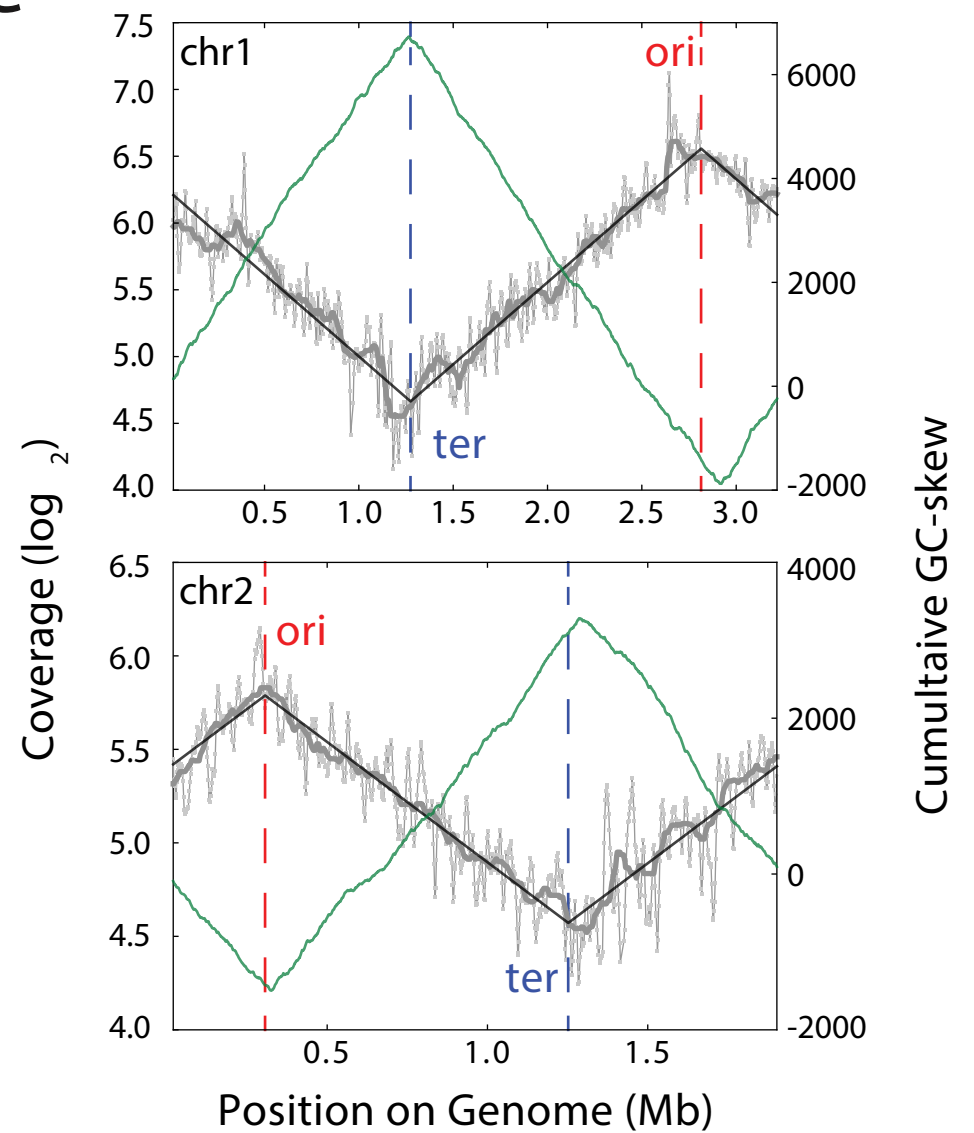 7.5
7.0
6.5
6.0
5.5
5.0
4.5
4.0
chr1
ori
ter
6000
4000
2000
0
-2000
0.5 1.0 1.5 2.0 2.5 3.0
6.5
6.0
5.5
5.0
4.5
4.0
chr2
ori
ter
4000
2000
0
-2000
0.5 1.0 1.5
Coverage (log 2)
Cumultaive GC-skew
Position on Genome (Mb)